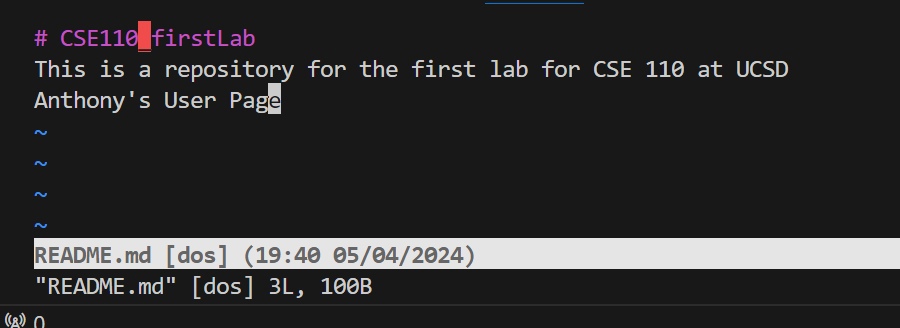 # CSE110_firstLab
This is a repository for the first lab for CSE 110 at UCSD
Anthony's User Page
~
~
~
~
README.md [dos] (19:40 05/04/2024)
"README.md" [dos] 3L, 100B
0